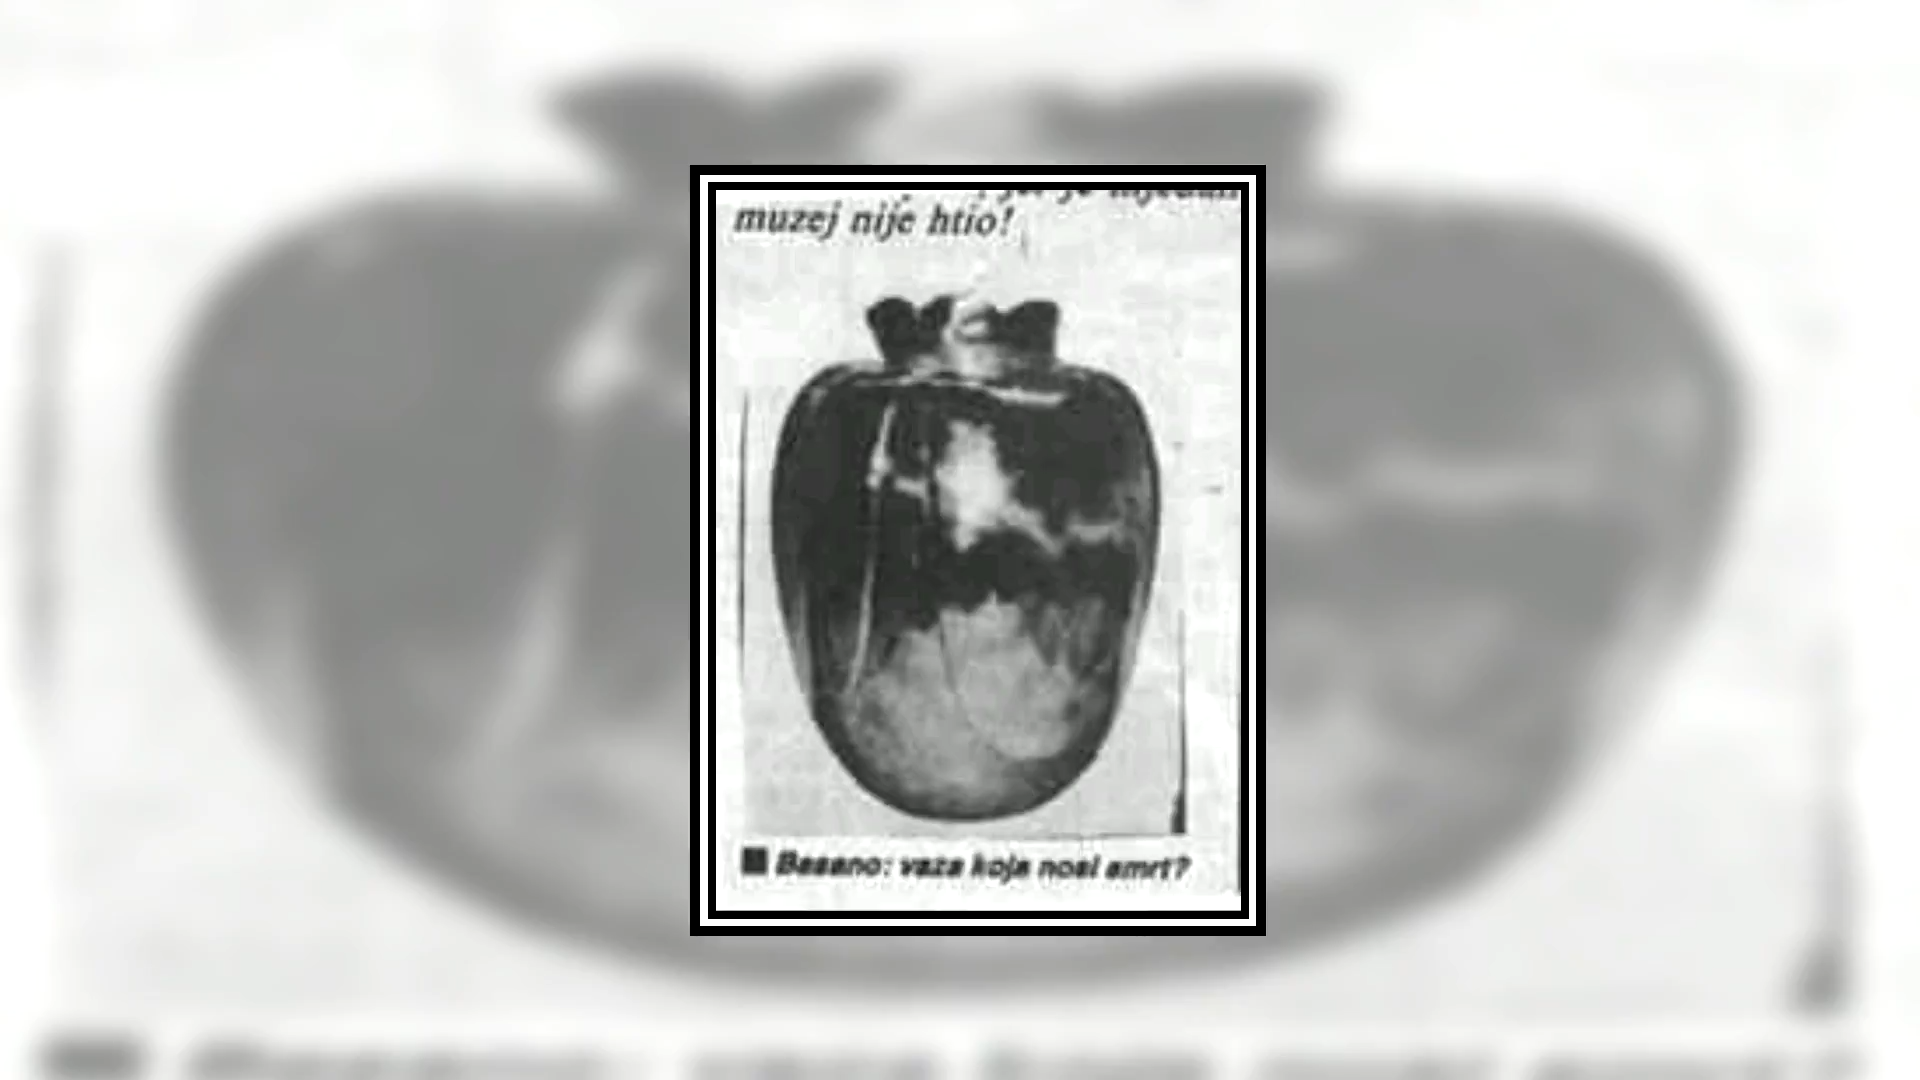 muzej nije htio!
■ Basano: vaza koja nosi smrt?